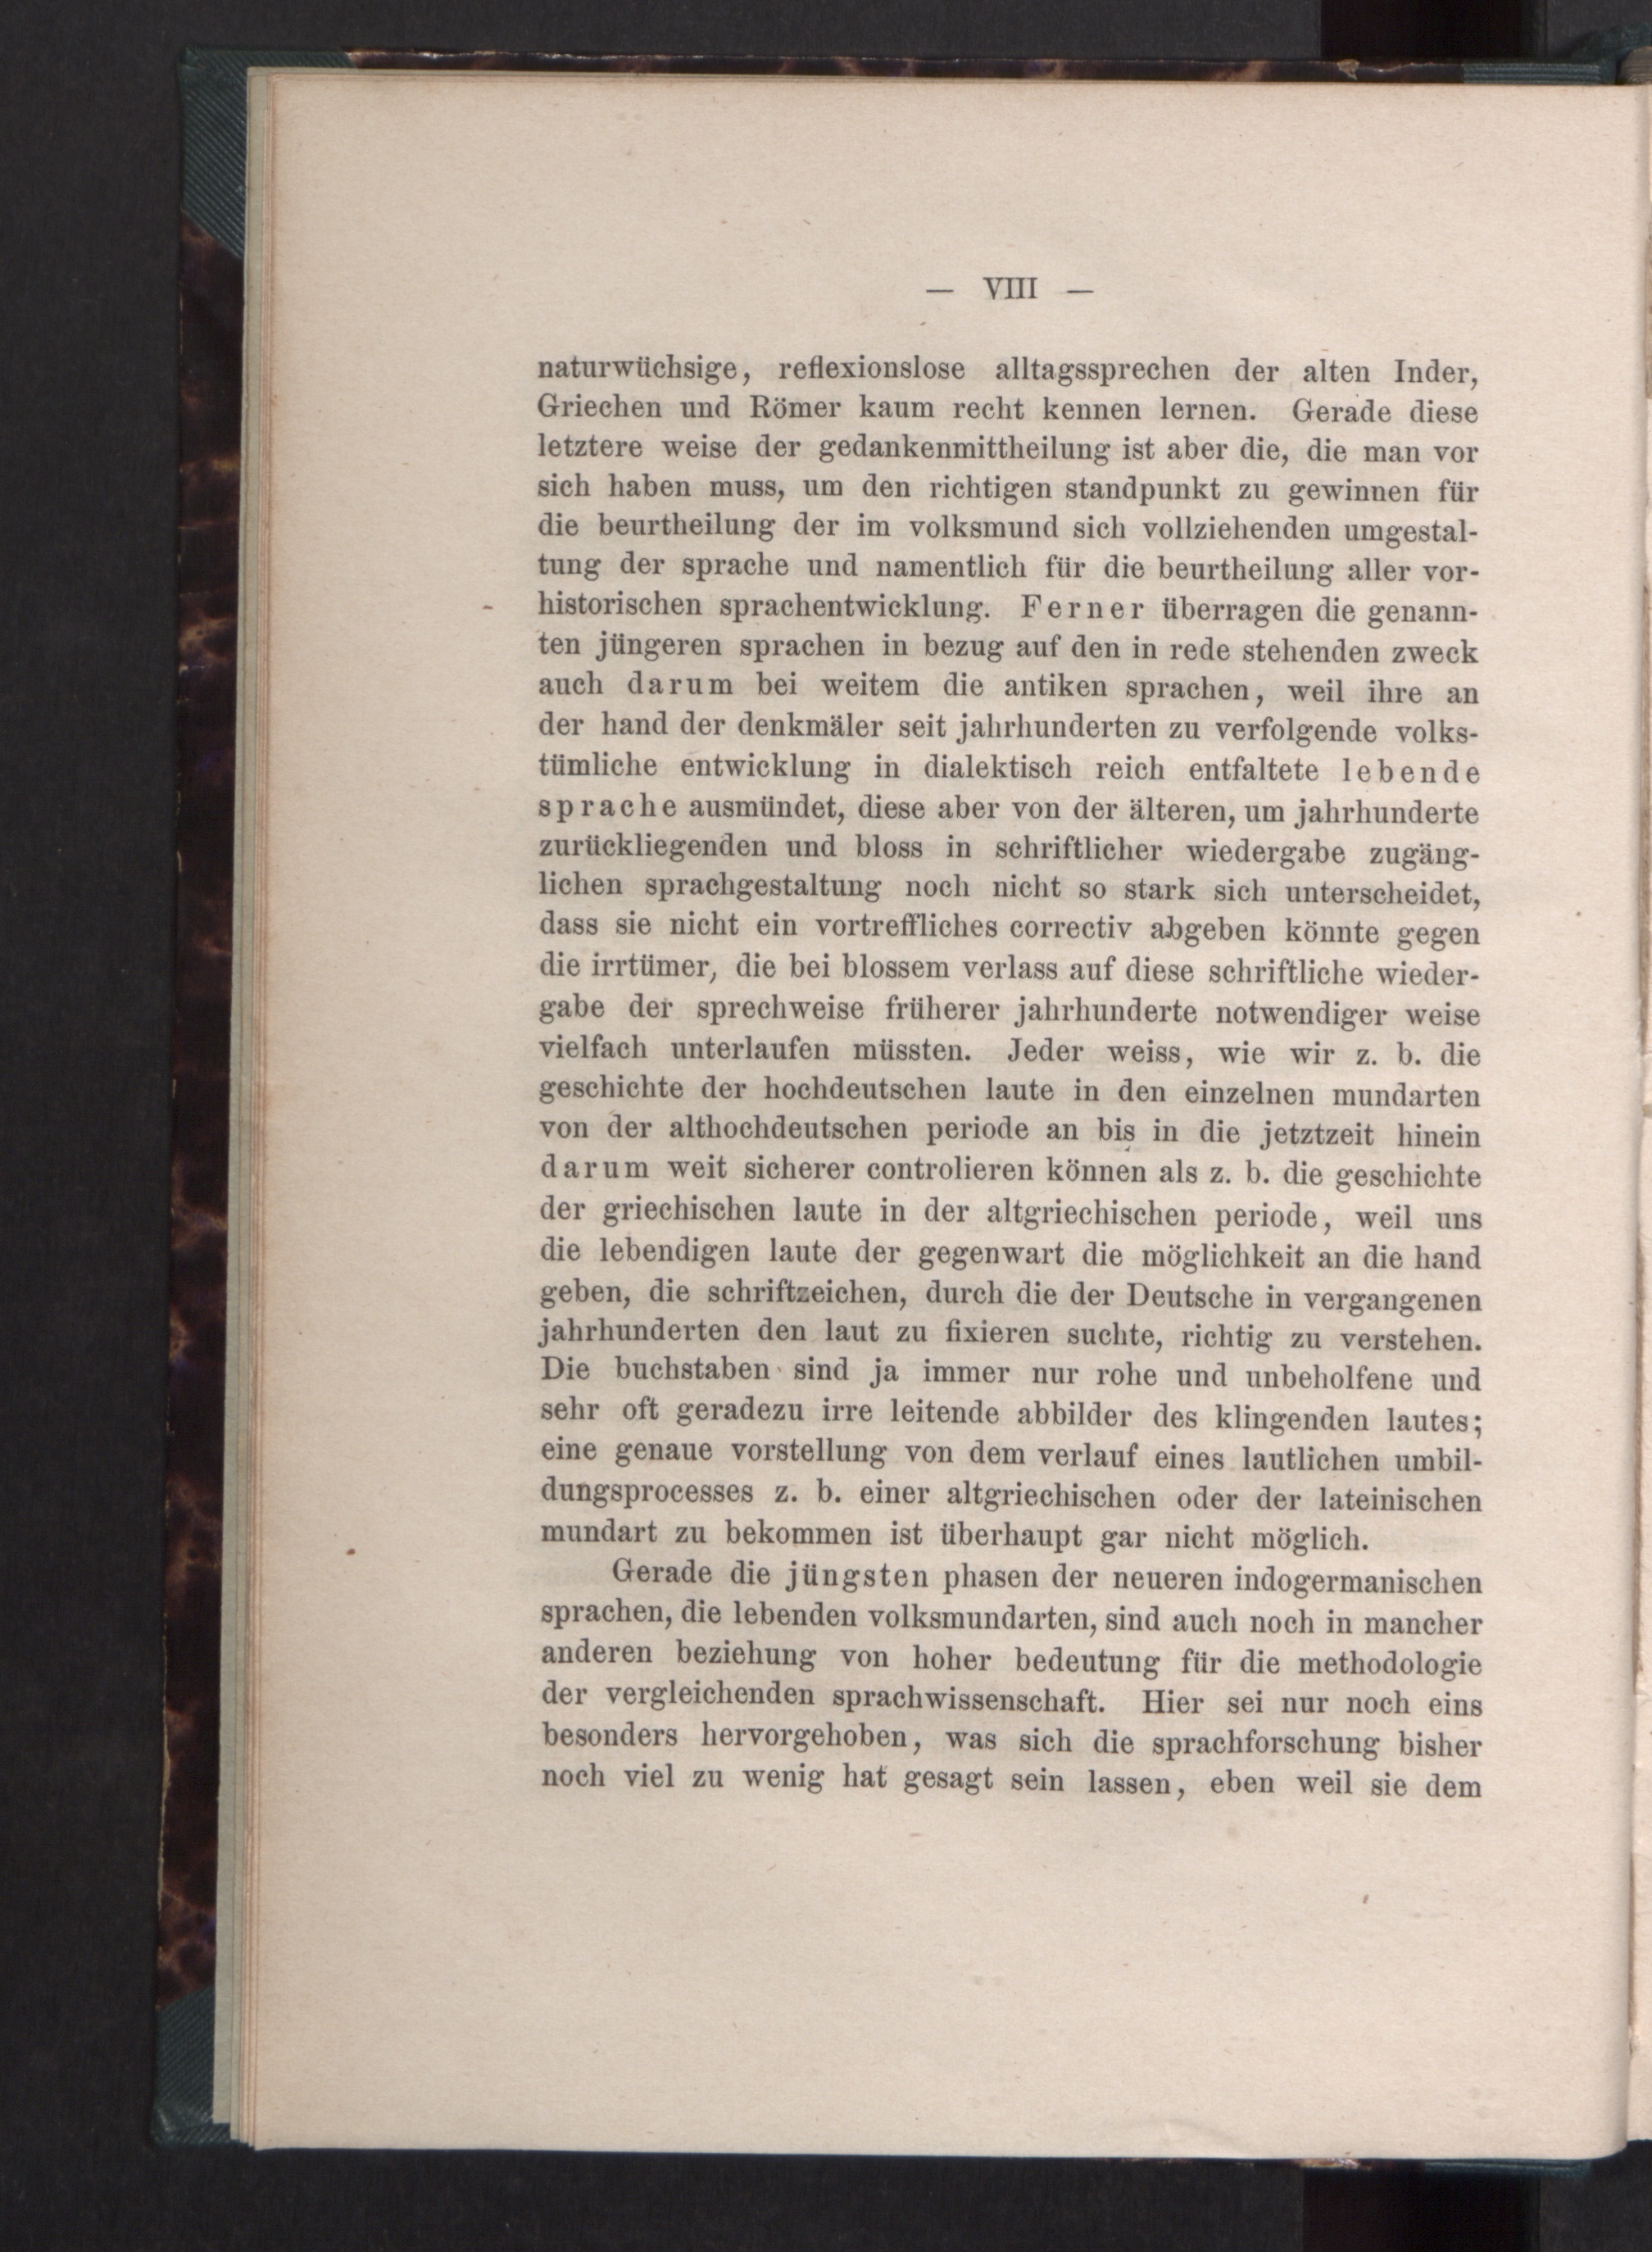 — VIII —
naturwüchsige, reflexionslose alltagssprechen der alten Inder,
Griechen und Römer kaum recht kennen lernen. Gerade diese
letztere weise der gedankenmittheilung ist aber die, die man vor
sich haben muss, um den richtigen standpunkt zu gewinnen für
die beurtheilung der im volksmund sich vollziehenden umgestal-
tung der sprache und namentlich für die beurtheilung aller vor-
historischen sprachentwicklung. Ferner überragen die genann-
ten jüngeren sprachen in bezug auf den in rede stehenden zweck
auch darum bei weitem die antiken sprachen, weil ihre an
der hand der denkmäler seit jahrhunderten zu verfolgende volks-
tümliche entwicklung in dialektisch reich entfaltete lebende
sprache ausmündet, diese aber von der älteren, um jahrhunderte
zurückliegenden und bloss in schriftlicher wiedergabe zugäng-
lichen sprachgestaltung noch nicht so stark sich unterscheidet,
dass sie nicht ein vortreffliches correctiv abgeben könnte gegen
die irrtümer, die bei blossem verlass auf diese schriftliche wieder-
gabe der sprechweise früherer jahrhunderte notwendiger weise
vielfach unterlaufen müssten. Jeder weiss, wie wir z. b. die
geschichte der hochdeutschen laute in den einzelnen mundarten
von der althochdeutschen periode an bis in die jetztzeit hinein
darum weit sicherer controlieren können als z. b. die geschichte
der griechischen laute in der altgriechischen periode, weil uns
die lebendigen laute der gegenwart die möglichkeit an die hand
geben, die schriftzeichen, durch die der Deutsche in vergangenen
jahrhunderten den laut zu fixieren suchte, richtig zu verstehen.
Die buchstaben sind ja immer nur rohe und unbeholfene und
sehr oft geradezu irre leitende abbilder des klingenden lautes;
eine genaue vorstellung von dem verlauf eines lautlichen umbil-
dungsprocesses z. b. einer altgriechischen oder der lateinischen
mundart zu bekommen ist überhaupt gar nicht möglich.
Gerade die jüngsten phasen der neueren indogermanischen
sprachen, die lebenden volksmundarten, sind auch noch in mancher
anderen beziehung von hoher bedeutung für die methodologie
der vergleichenden sprachwissenschaft. Hier sei nur noch eins
besonders hervorgehoben, was sich die sprachforschung bisher
noch viel zu wenig hat gesagt sein lassen, eben weil sie dem